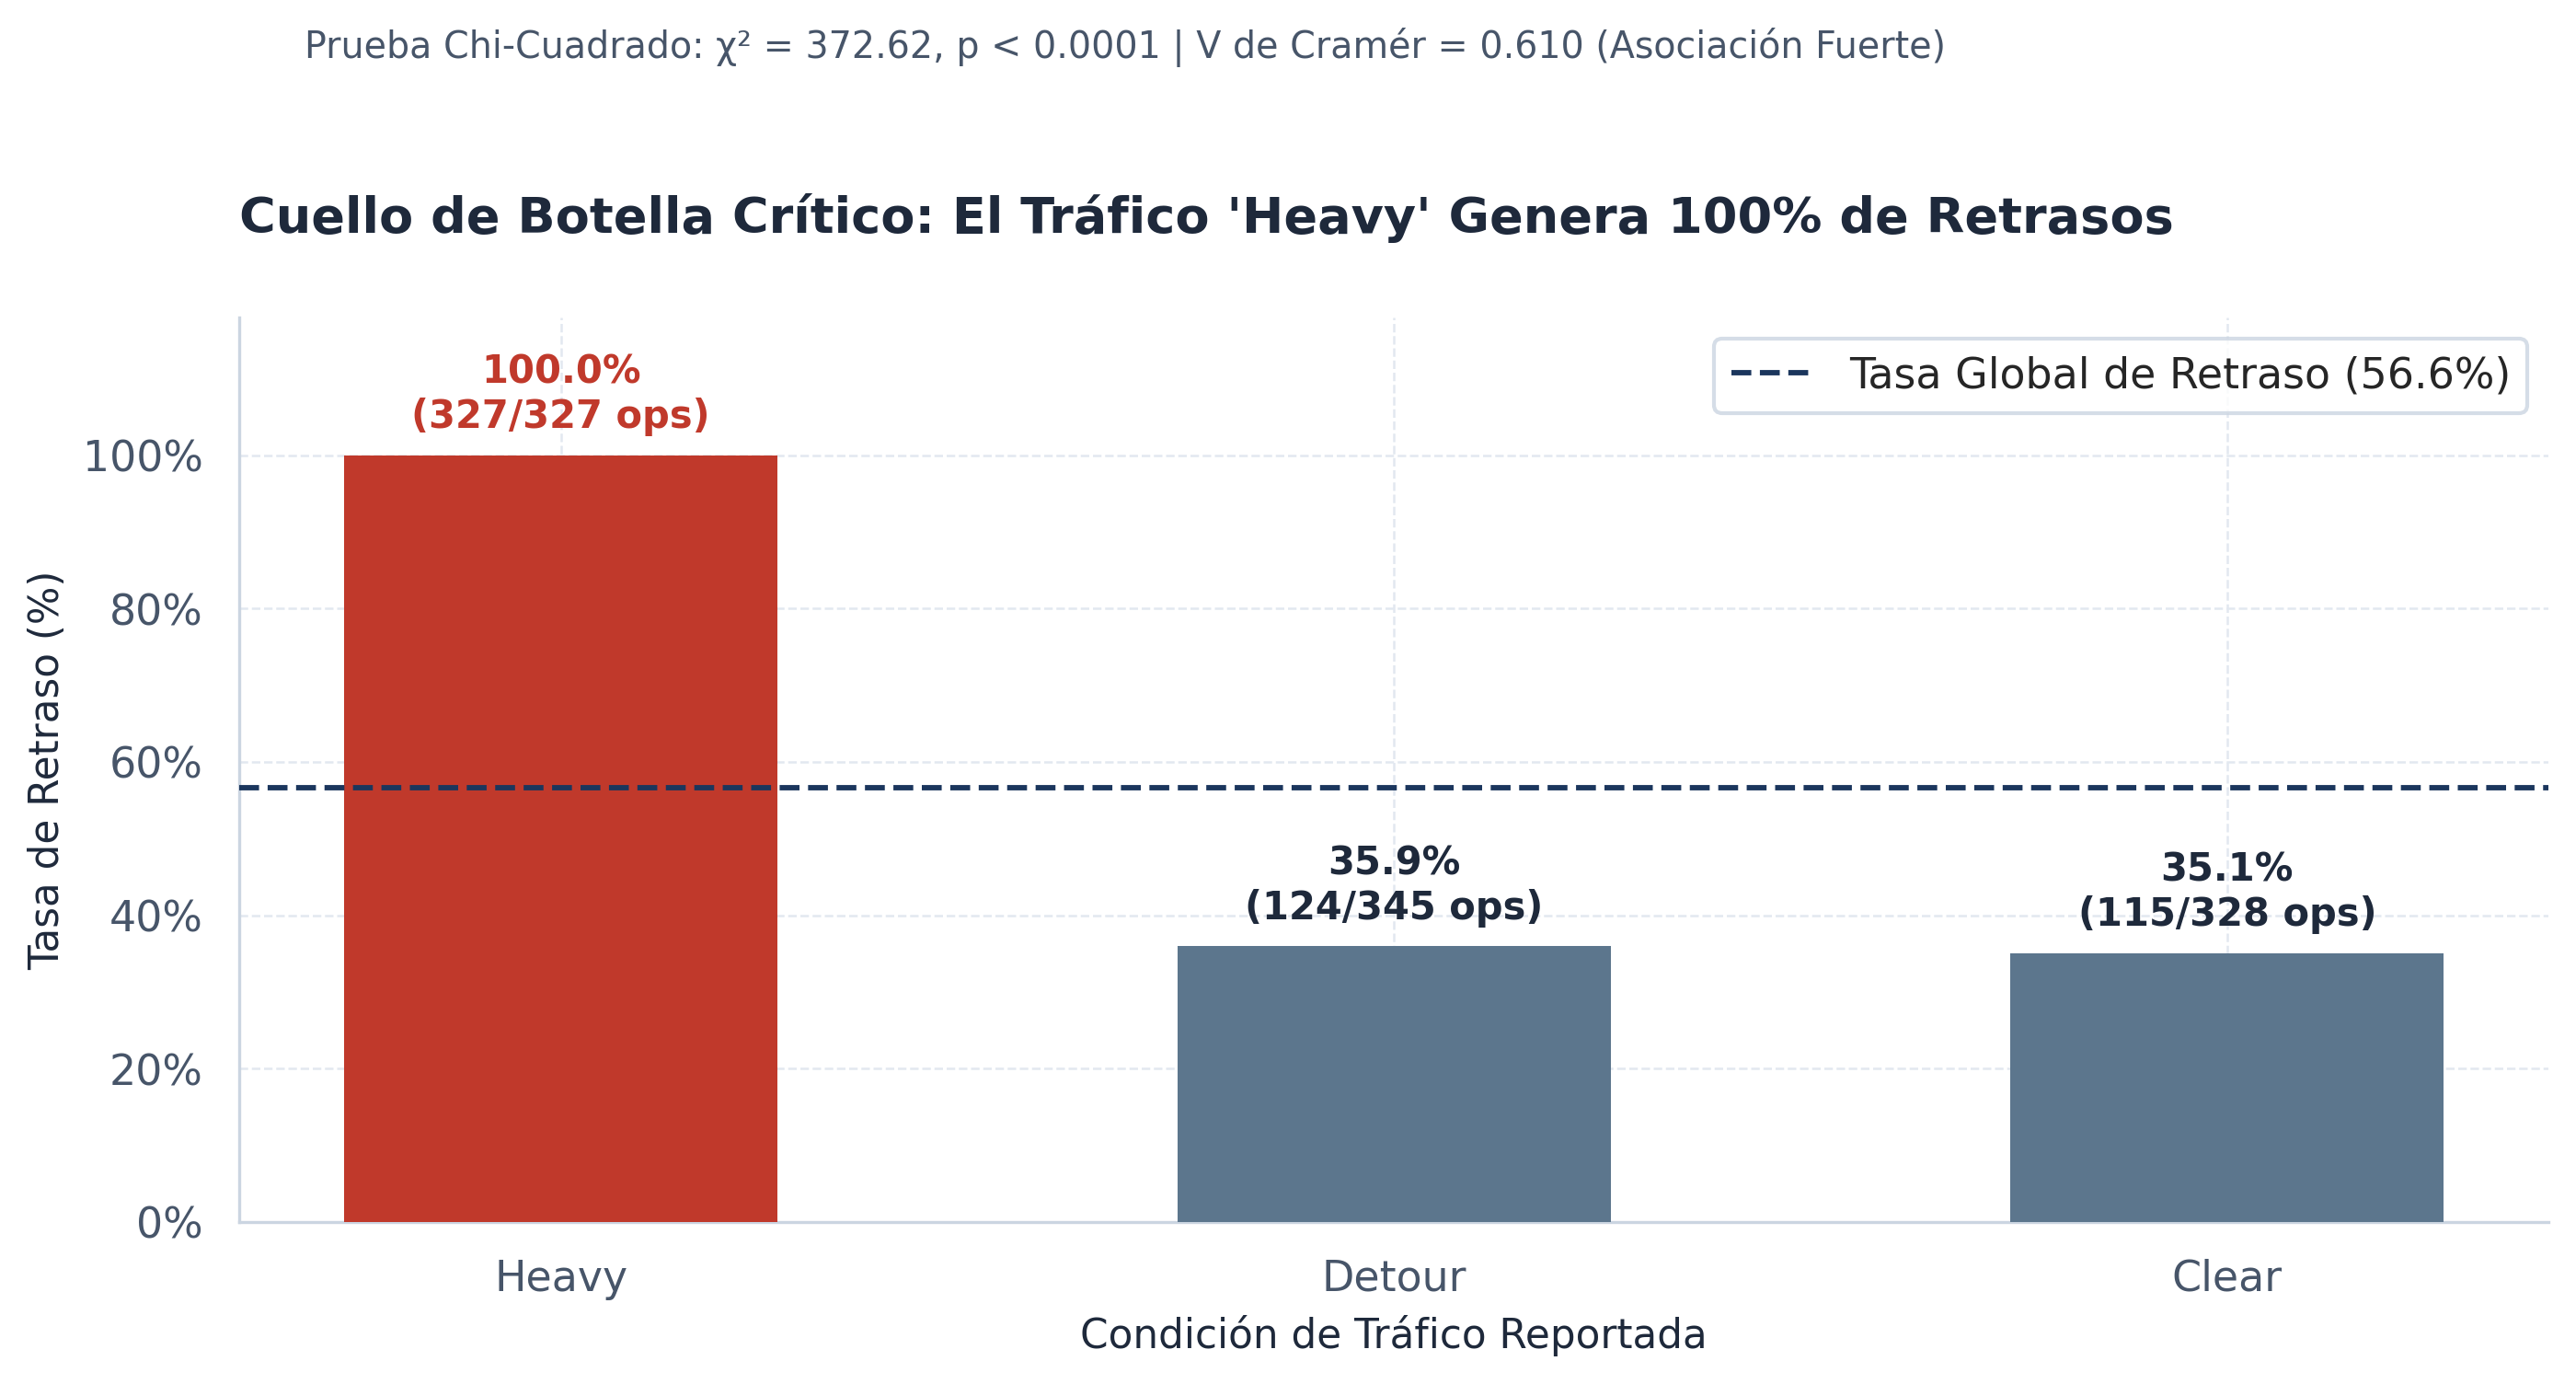 Prueba Chi-Cuadrado: χ² = 372.62, p < 0.0001 | V de Cramér = 0.610 (Asociación Fuerte)
Cuello de Botella Crítico: El Tráfico 'Heavy' Genera 100% de Retrasos
Tasa Global de Retraso (56.6%)
100.0%
(327/327 ops)
35.9%
(124/345 ops)
35.1%
(115/328 ops)
Tasa de Retraso (%)
100%
80%
60%
40%
20%
0%
Heavy
Detour
Clear
Condición de Tráfico Reportada